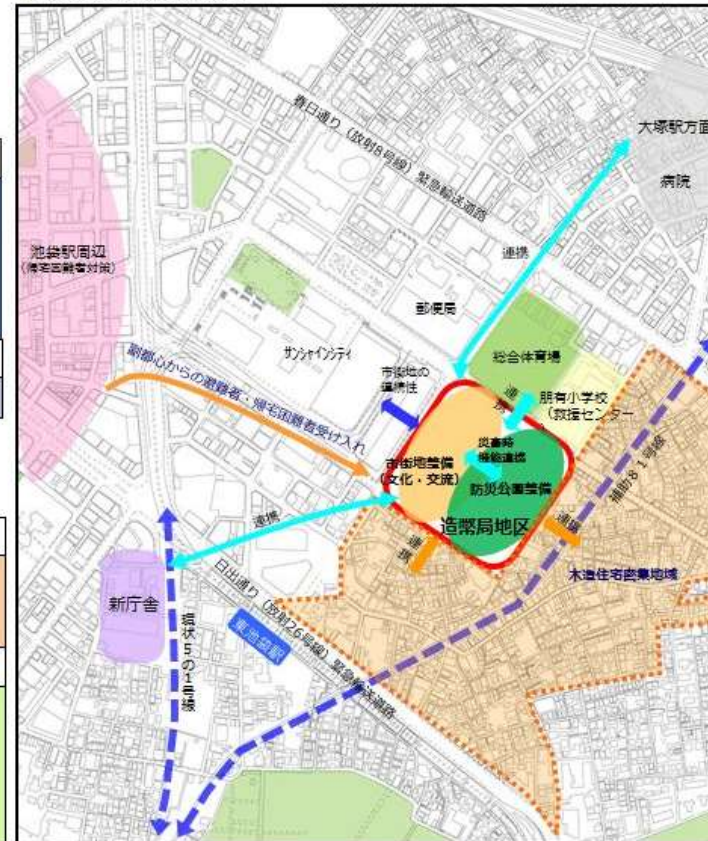 春日通り（放射8号線）緊急輸送道路
大塚駅方面
病院
池袋駅周辺
（帰宅困難者対策）
連携
郵便局
サンシャインシティ
総合体育場
市街地の
連続性
連携
朋有小学校
（救援センター
副都心からの避難者・帰宅困難者受け入れ
災害時
機能連携
市街地整備
（文化・交流）
防災公園整備
補助８１号線
造幣局地区
連携
連携
連携
木造住宅密集地域
新庁舎
日出通り（放射26号線）緊急輸送道路
東池袋駅
環状5の1号線